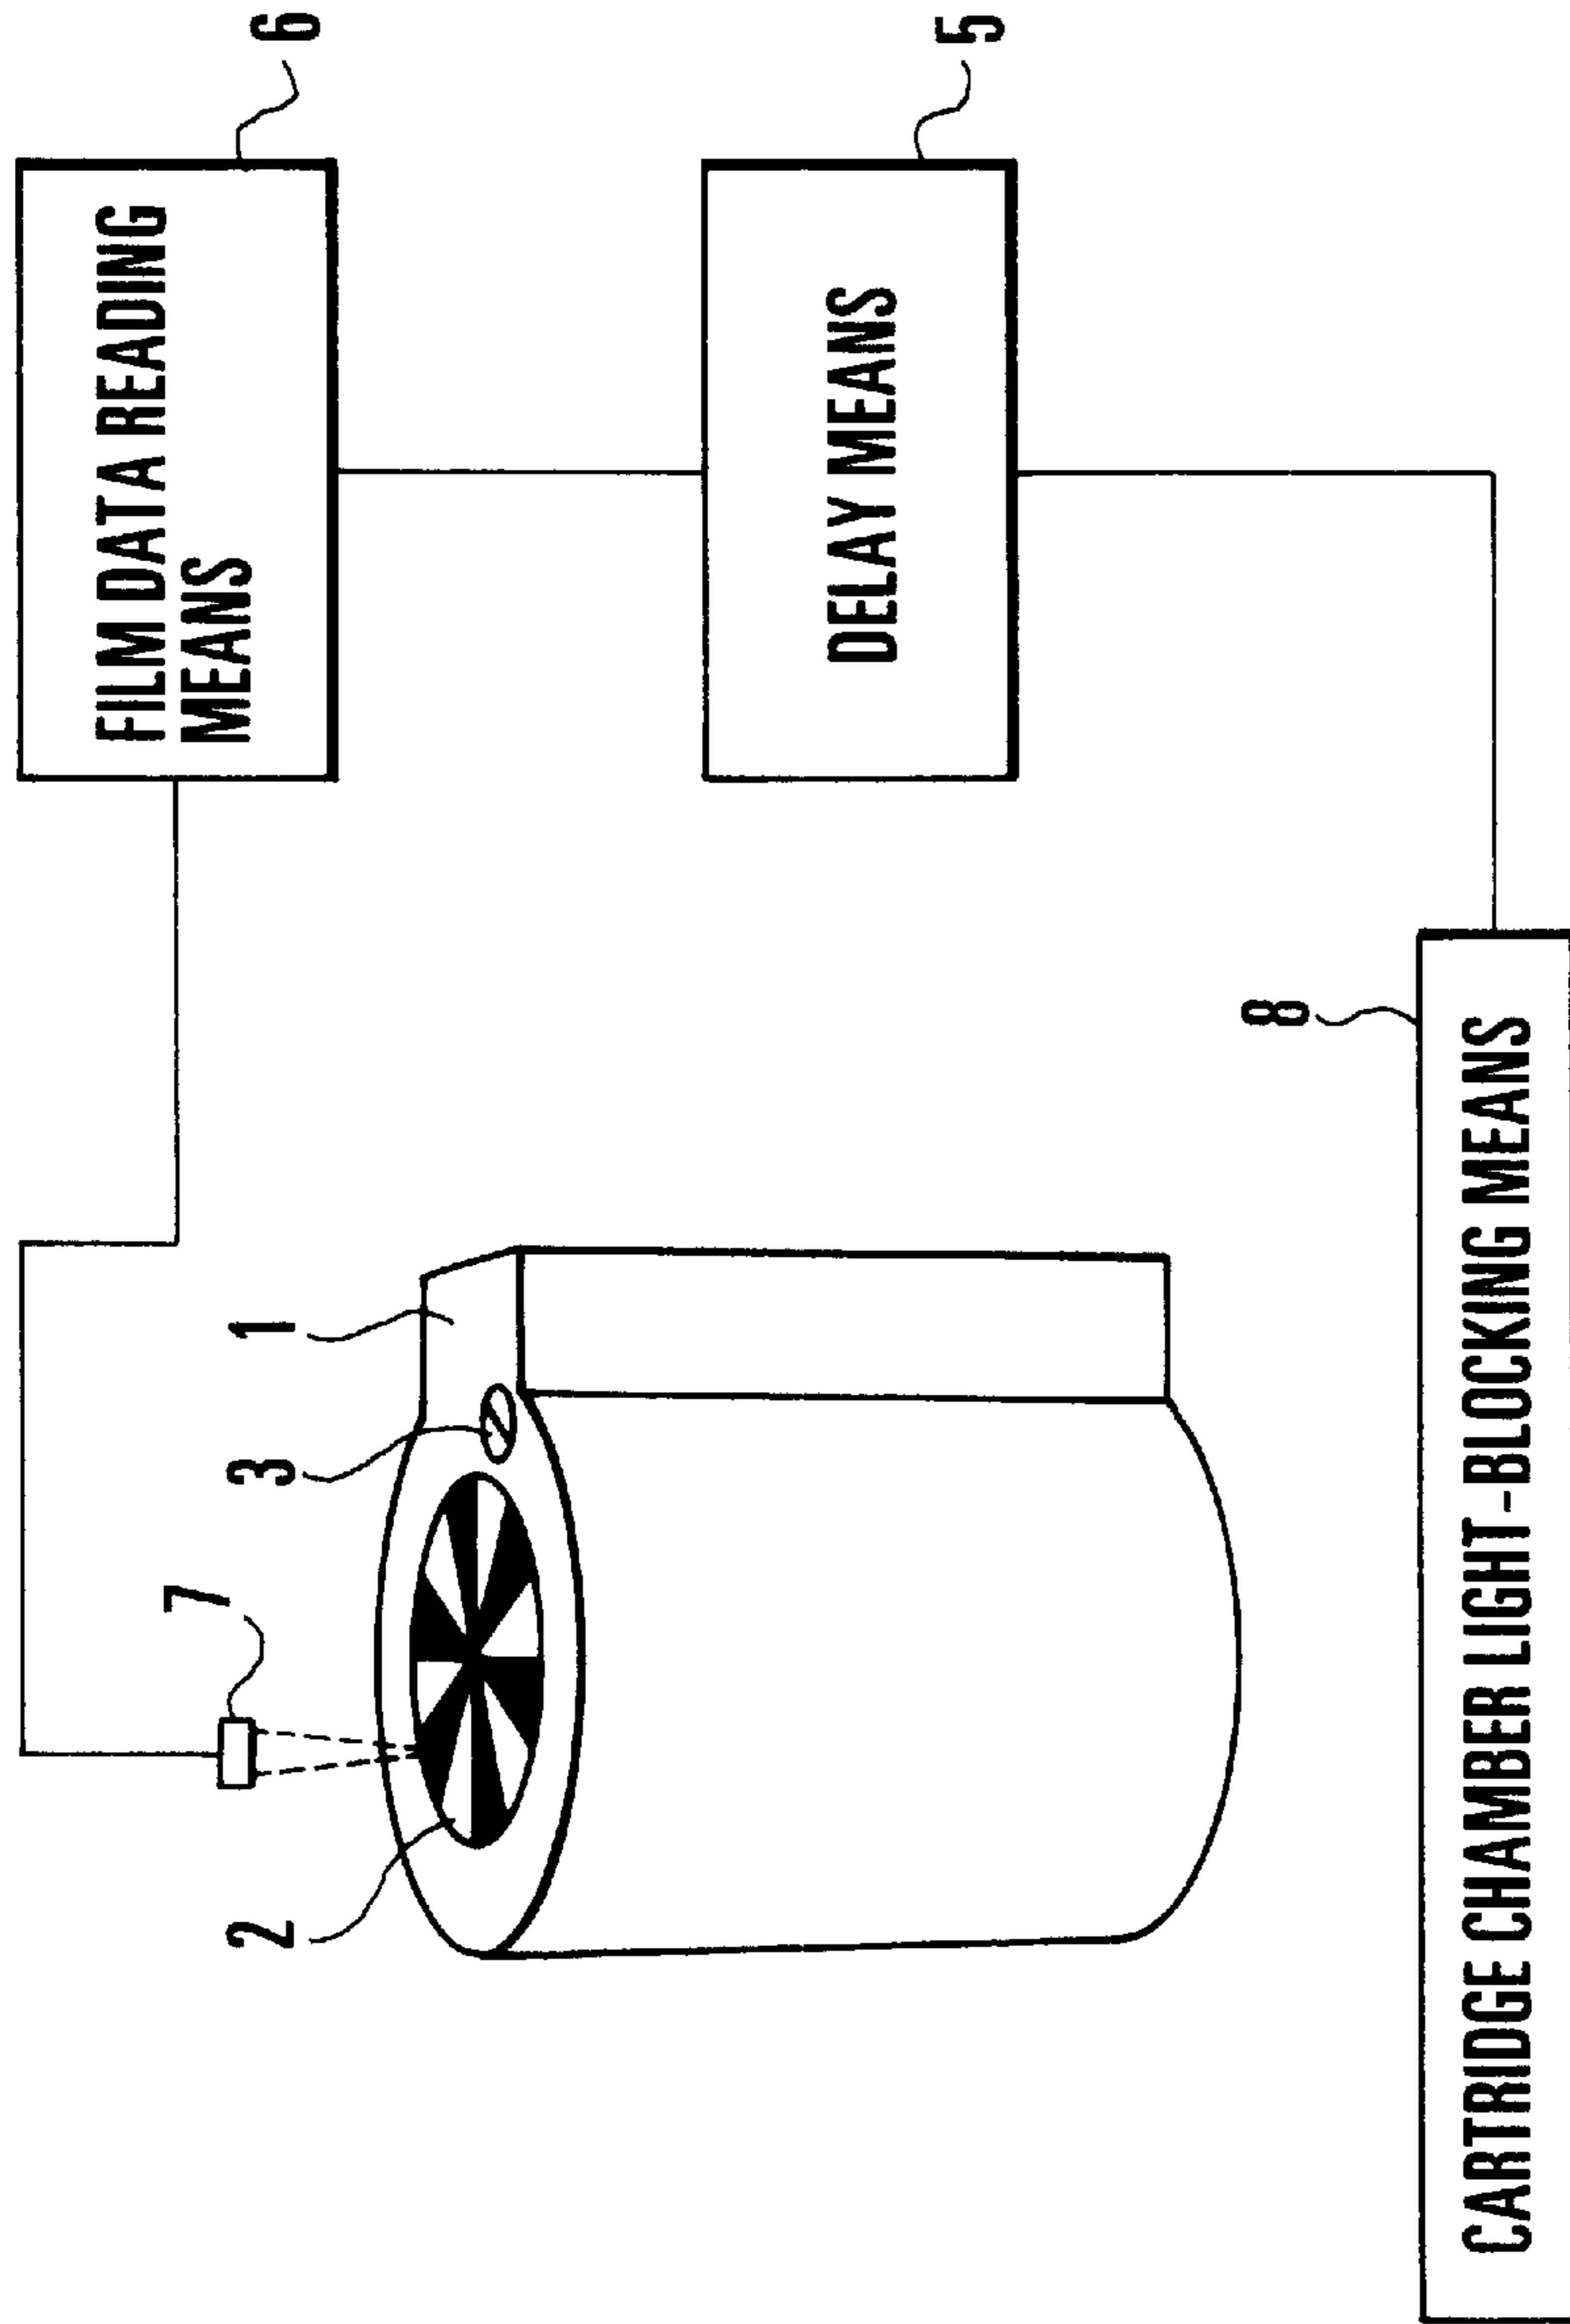 6
FILM DATA READING
MEANS
5
DELAY MEANS
7
2
3
1
8
CARTRIDGE CHAMBER LIGHT-BLOCKING MEANS